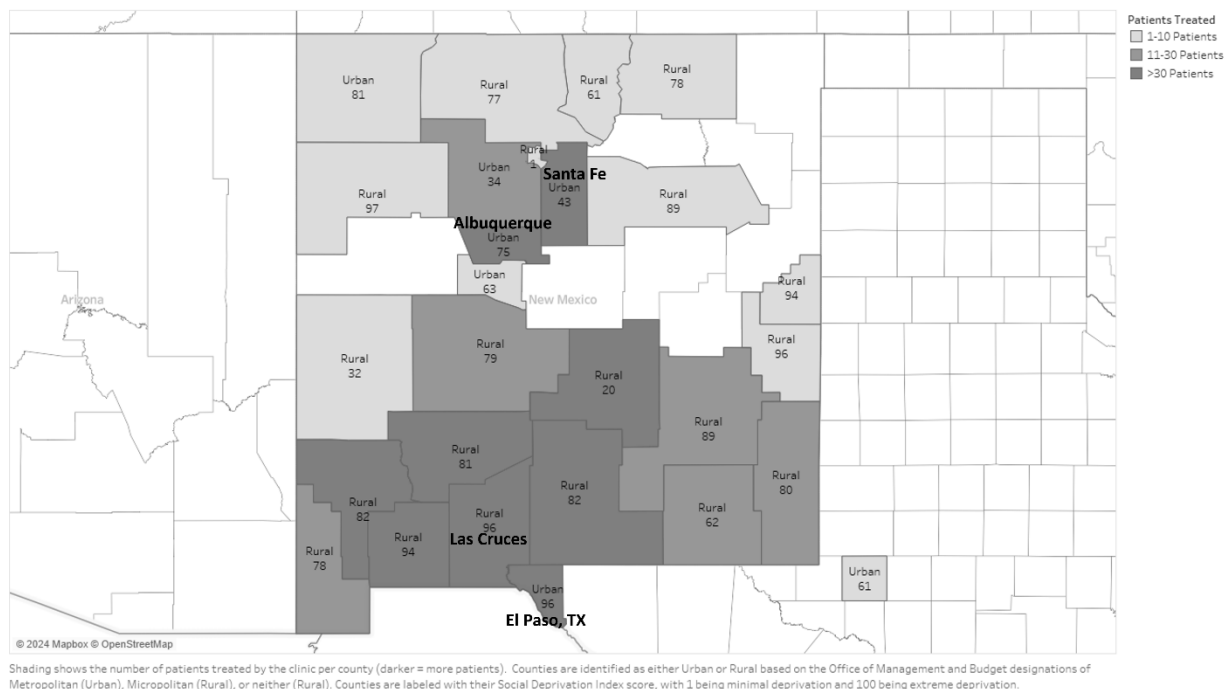 Patients Treated
1-10 Patients
11-30 Patients
>30 Patients
Urban
81
Rural
77
Rural
61
Rural
78
Rural
1
Santa Fe
Urban
34
Urban
43
Rural
97
Rural
89
Albuquerque
Urban
75
Urban
63
New Mexico
Arizona
Rural
94
Rural
96
Rural
79
Rural
32
Rural
20
Rural
89
Rural
81
Rural
80
Rural
82
Rural
82
Rural
96
Rural
62
Las Cruces
Rural
94
Rural
78
Urban
61
Urban
96
El Paso, TX
© 2024 Mapbox © OpenStreetMap
Shading shows the number of patients treated by the clinic per county (darker = more patients). Counties are identified as either Urban or Rural based on the Office of Management and Budget designations of
Metropolitan (Urban), Micropolitan (Rural), or neither (Rural). Counties are labeled with their Social Deprivation Index score, with 1 being minimal deprivation and 100 being extreme deprivation.